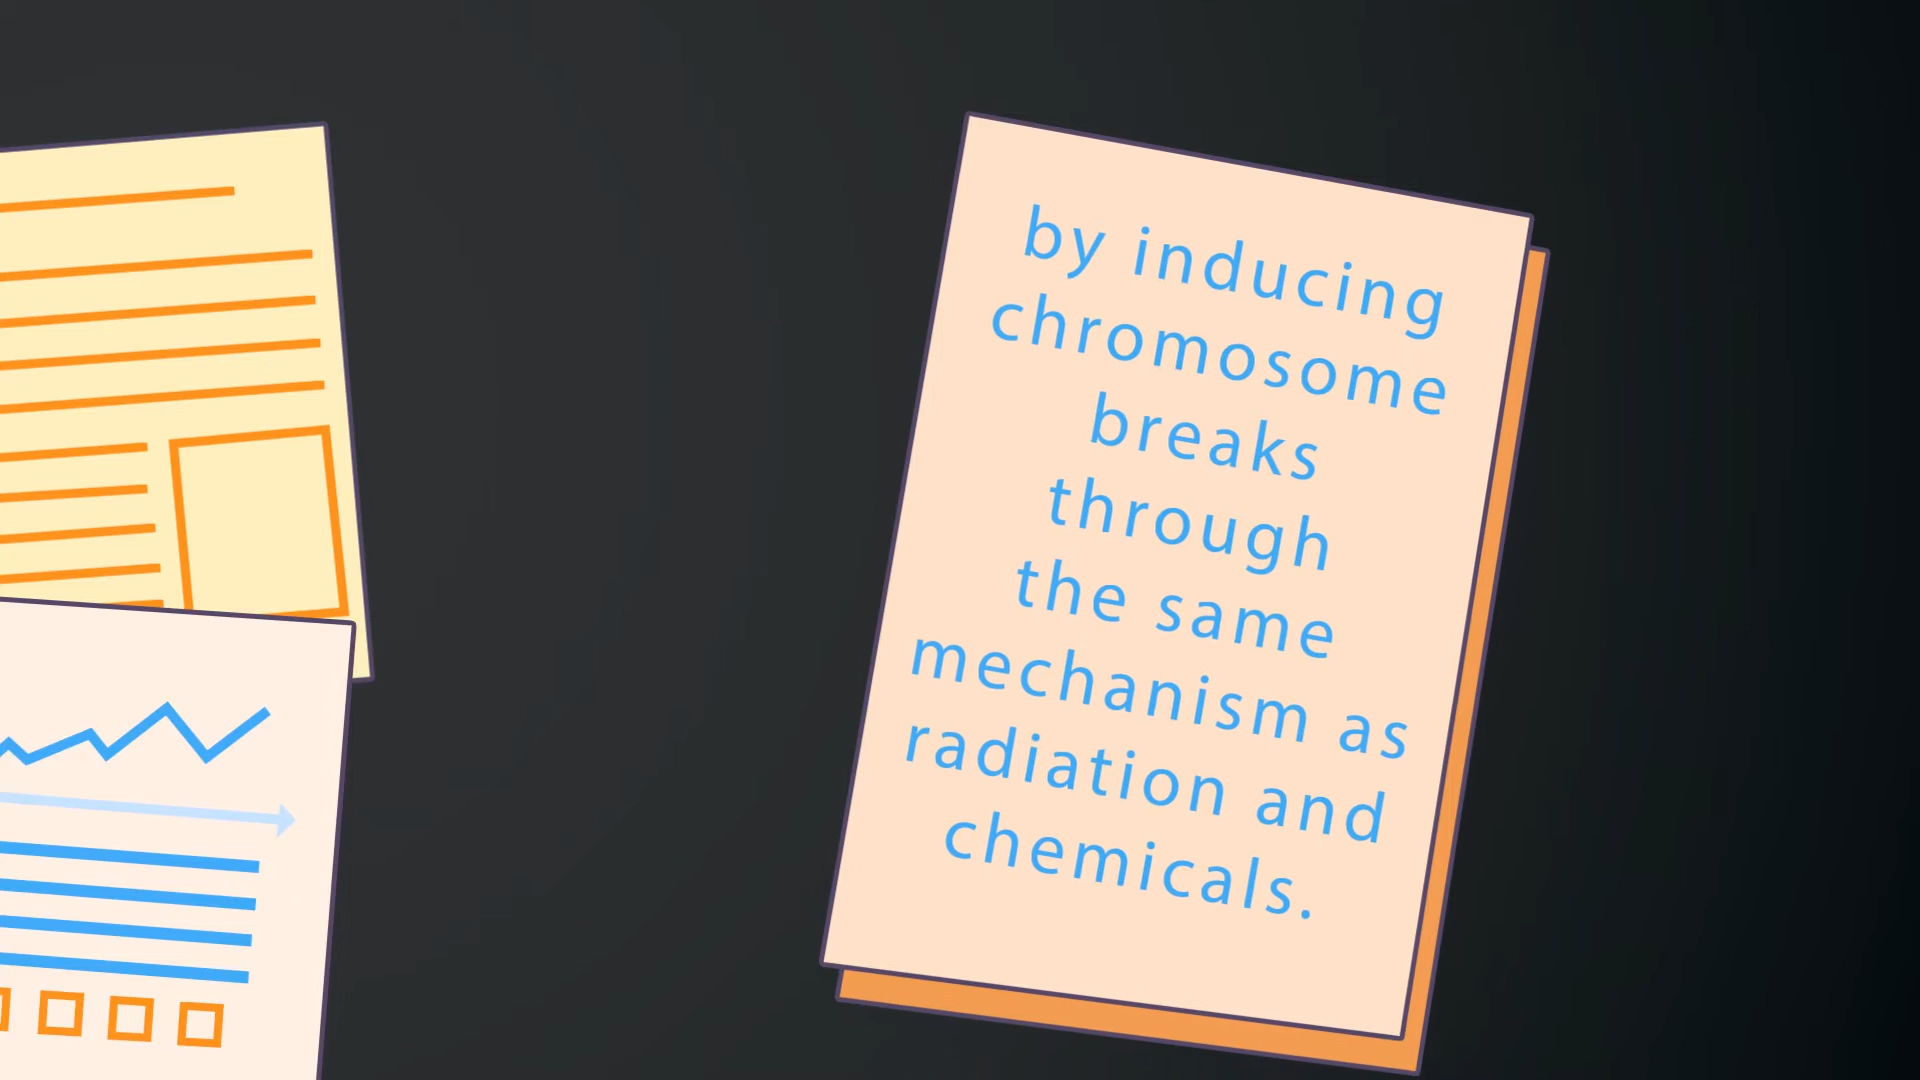 by inducing
chromosome
breaks
through
the same
mechanism as
radiation and
chemicals.